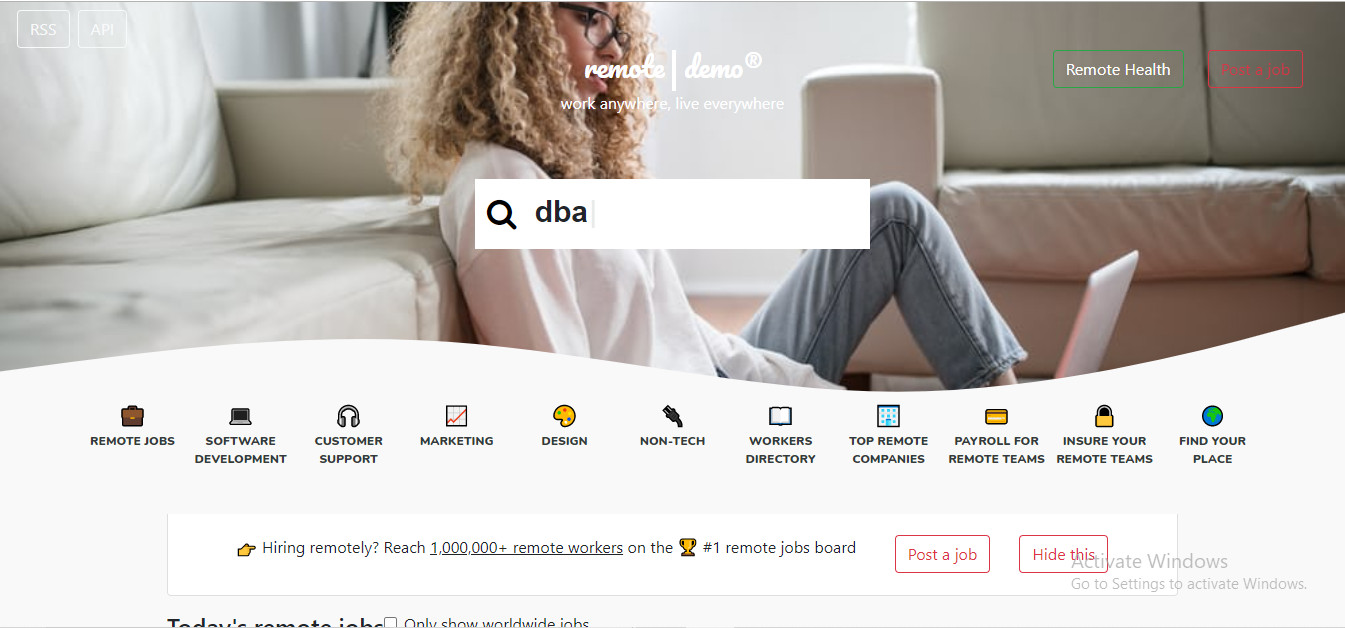 RSS API
remote | demo®
Remote Health
Post a job
work anywhere, live everywhere
dba
REMOTE JOBS
SOFTWARE
DEVELOPMENT
CUSTOMER
SUPPORT
MARKETING
DESIGN
NON-TECH
WORKERS
DIRECTORY
TOP REMOTE
COMPANIES
PAYROLL FOR
REMOTE TEAMS
INSURE YOUR
REMOTE TEAMS
FIND YOUR
PLACE
Hiring remotely? Reach 1,000,000+ remote workers on the 🏆 #1 remote jobs board
Post a job
Hide this
Activate Windows
Go to Settings to activate Windows.
Today's remote jobs Only show worldwide jobs